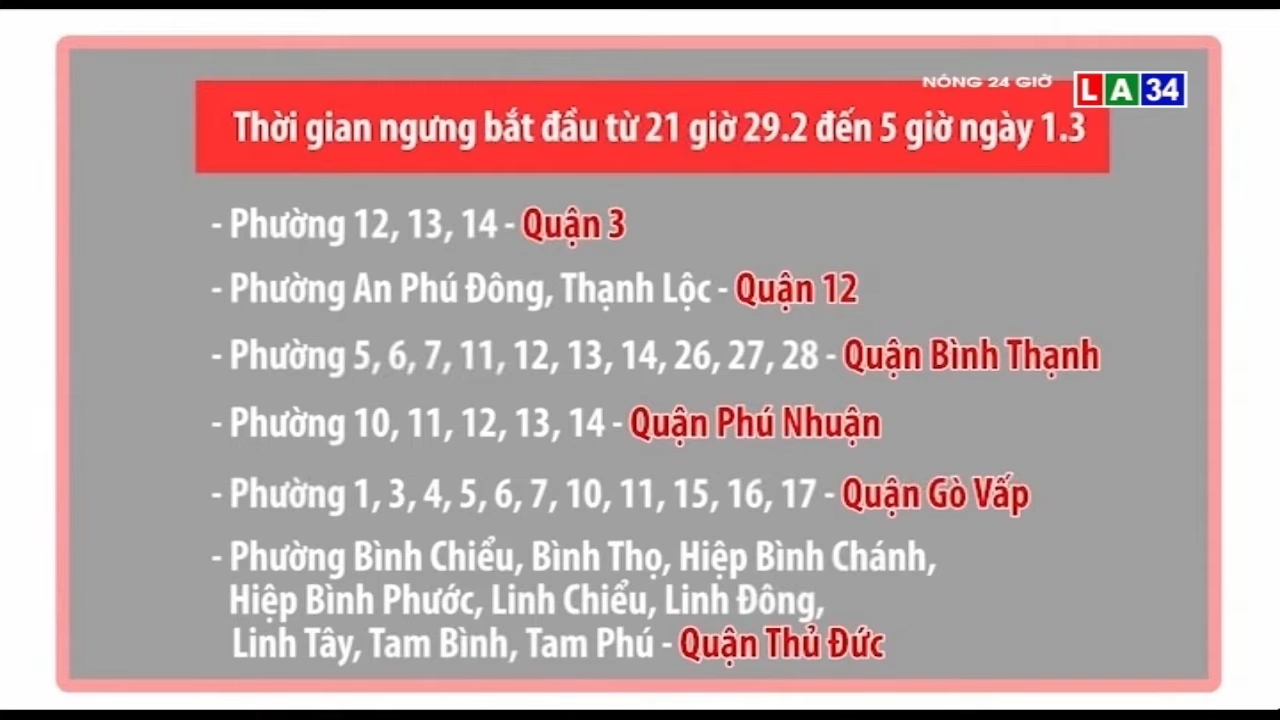 NÓNG 24 GIỜ
LA34
Thời gian ngưng bắt đầu từ 21 giờ 29.2 đến 5 giờ ngày 1.3
- Phường 12, 13, 14 - Quận 3
- Phường An Phú Đông, Thạnh Lộc - Quận 12
- Phường 5, 6, 7, 11, 12, 13, 14, 26, 27, 28 - Quận Bình Thạnh
- Phường 10, 11, 12, 13, 14 - Quận Phú Nhuận
- Phường 1, 3, 4, 5, 6, 7, 10, 11, 15, 16, 17 - Quận Gò Vấp
- Phường Bình Chiểu, Bình Thọ, Hiệp Bình Chánh,
Hiệp Bình Phước, Linh Chiểu, Linh Đông,
Linh Tây, Tam Bình, Tam Phú - Quận Thủ Đức